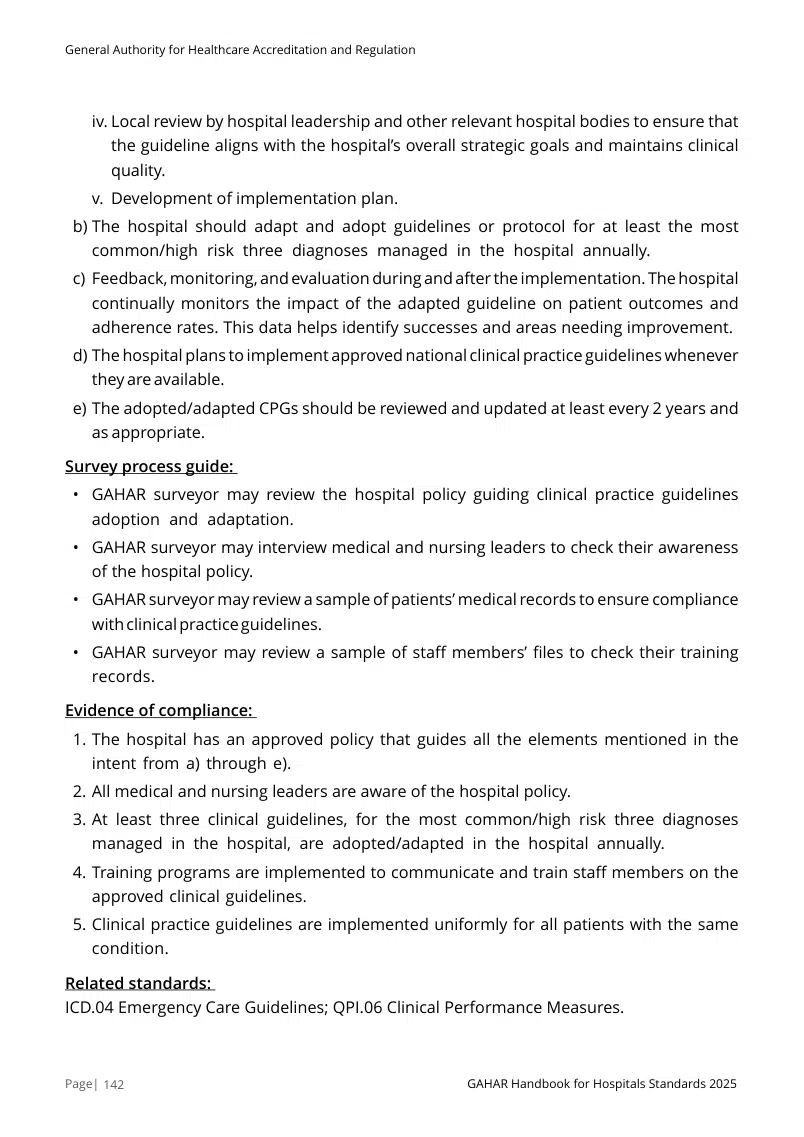 General Authority for Healthcare Accreditation and Regulation
iv. Local review by hospital leadership and other relevant hospital bodies to ensure that
the guideline aligns with the hospital’s overall strategic goals and maintains clinical
quality.
v. Development of implementation plan.
b) The hospital should adapt and adopt guidelines or protocol for at least the most
common/high risk three diagnoses managed in the hospital annually.
c) Feedback, monitoring, and evaluation during and after the implementation. The hospital
continually monitors the impact of the adapted guideline on patient outcomes and
adherence rates. This data helps identify successes and areas needing improvement.
d) The hospital plans to implement approved national clinical practice guidelines whenever
they are available.
e) The adopted/adapted CPGs should be reviewed and updated at least every 2 years and
as appropriate.
Survey process guide:
• GAHAR surveyor may review the hospital policy guiding clinical practice guidelines
adoption and adaptation.
• GAHAR surveyor may interview medical and nursing leaders to check their awareness
of the hospital policy.
• GAHAR surveyor may review a sample of patients’ medical records to ensure compliance
with clinical practice guidelines.
• GAHAR surveyor may review a sample of staff members’ files to check their training
records.
Evidence of compliance:
1. The hospital has an approved policy that guides all the elements mentioned in the
intent from a) through e).
2. All medical and nursing leaders are aware of the hospital policy.
3. At least three clinical guidelines, for the most common/high risk three diagnoses
managed in the hospital, are adopted/adapted in the hospital annually.
4. Training programs are implemented to communicate and train staff members on the
approved clinical guidelines.
5. Clinical practice guidelines are implemented uniformly for all patients with the same
condition.
Related standards:
ICD.04 Emergency Care Guidelines; QPI.06 Clinical Performance Measures.
Page| 142
GAHAR Handbook for Hospitals Standards 2025